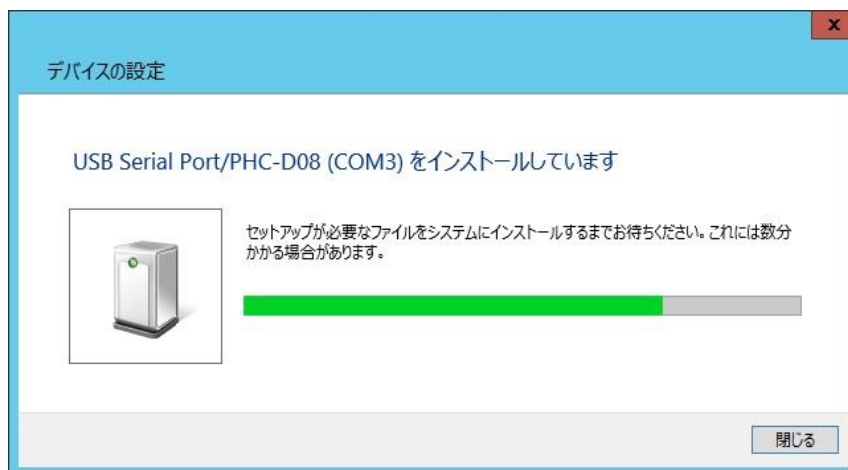 x
デバイスの設定
USB Serial Port/PHC-D08 (COM3) をインストールしています
セットアップが必要なファイルをシステムにインストールするまでお待ちください。これには数分
かかる場合があります。
閉じる